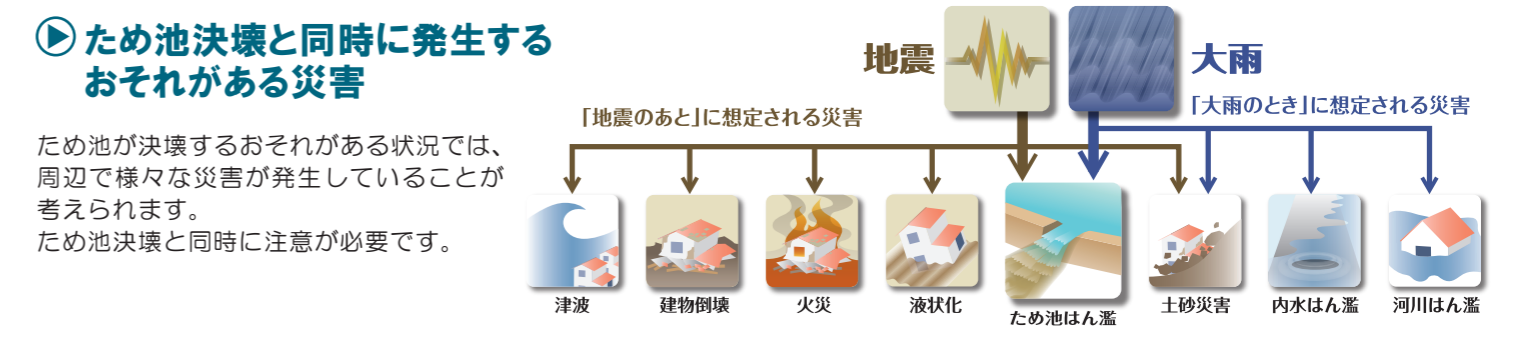 ため池決壊と同時に発生する
おそれがある災害
ため池が決壊するおそれがある状況では、
周辺で様々な災害が発生していることが
考えられます。
ため池決壊と同時に注意が必要です。
地震
大雨
「地震のあと」に想定される災害
「大雨のとき」に想定される災害
津波
建物倒壊
火災
液状化
ため池はん濫
土砂災害
内水はん濫
河川はん濫